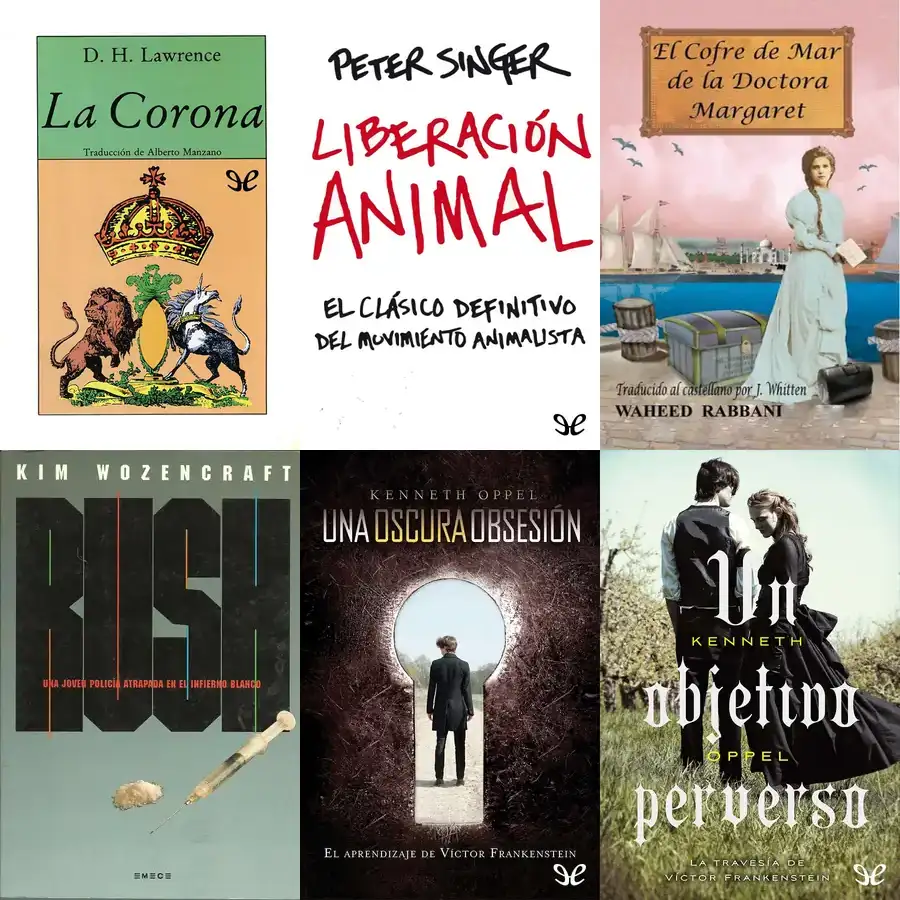 D. H. Lawrence
La Corona
Traducción de Alberto Manzano
PETER SINGER
LIBERACIÓN
ANIMAL
EL CLÁSICO DEFINITIVO
DEL MOVIMIENTO ANIMALISTA
El Cofre de Mar
de la Doctora
Margaret
Traducido al castellano por J. Whitten
WAHEED RABBANI
KIM WOZENCRAFT
RUSH
UNA JOVEN POLICÍA ATRAPADA EN EL INFIERNO BLANCO
EMECE
KENNETH OPPEL
UNA OSCURA OBSESIÓN
EL APRENDIZAJE DE VÍCTOR FRANKENSTEIN
Un
KENNETH
objetivo
OPPEL
perverso
LA TRAVESÍA DE
VÍCTOR FRANKENSTEIN